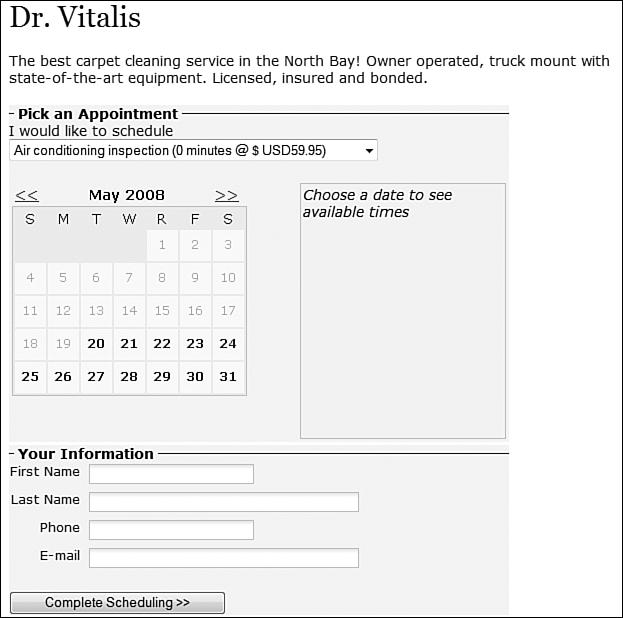 Dr. Vitalis
The best carpet cleaning service in the North Bay! Owner operated, truck mount with
state-of-the-art equipment. Licensed, insured and bonded.
Pick an Appointment
I would like to schedule
Air conditioning inspection (0 minutes @ $ USD59.95)
<< May 2008 >>
S M T W R F S
1 2 3
4 5 6 7 8 9 10
11 12 13 14 15 16 17
18 19 20 21 22 23 24
25 26 27 28 29 30 31
Choose a date to see
available times
Your Information
First Name
Last Name
Phone
E-mail
Complete Scheduling >>